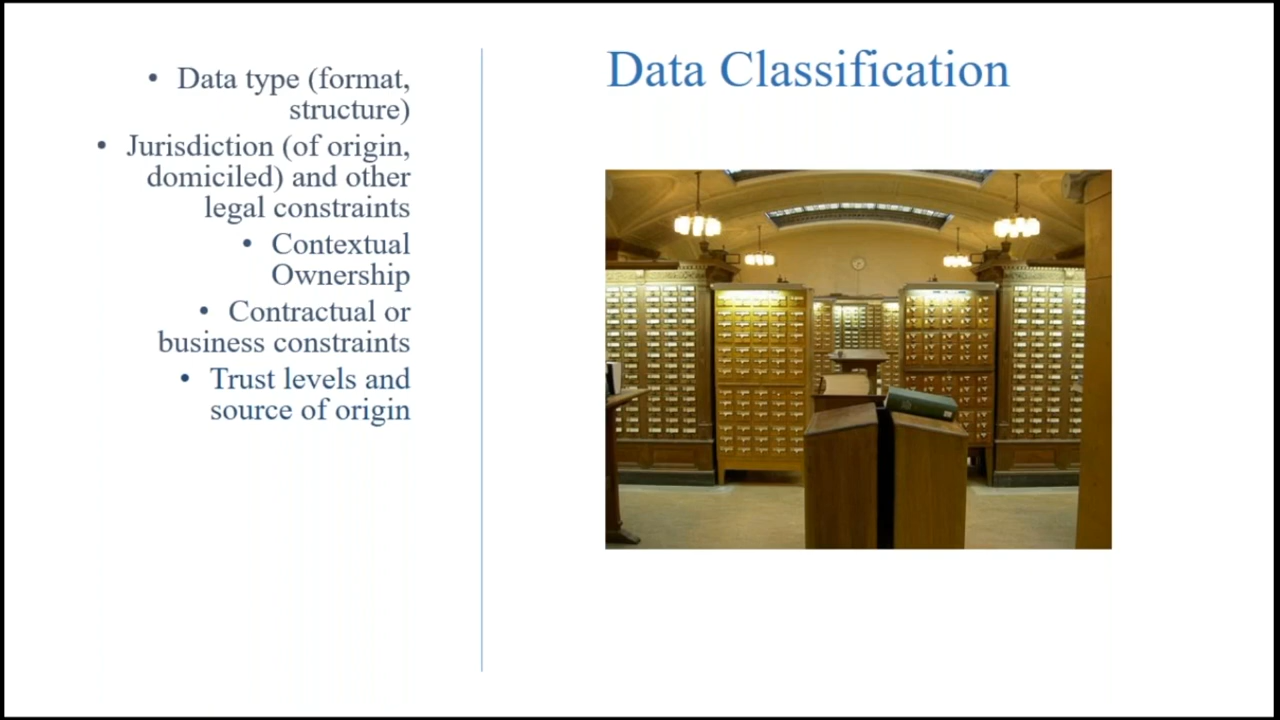 Data Classification
• Data type (format,
structure)
• Jurisdiction (of origin,
domiciled) and other
legal constraints
• Contextual
Ownership
• Contractual or
business constraints
• Trust levels and
source of origin